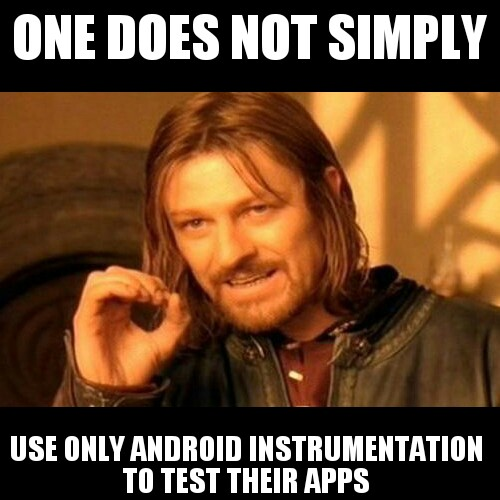 ONE DOES NOT SIMPLY
USE ONLY ANDROID INSTRUMENTATION
TO TEST THEIR APPS